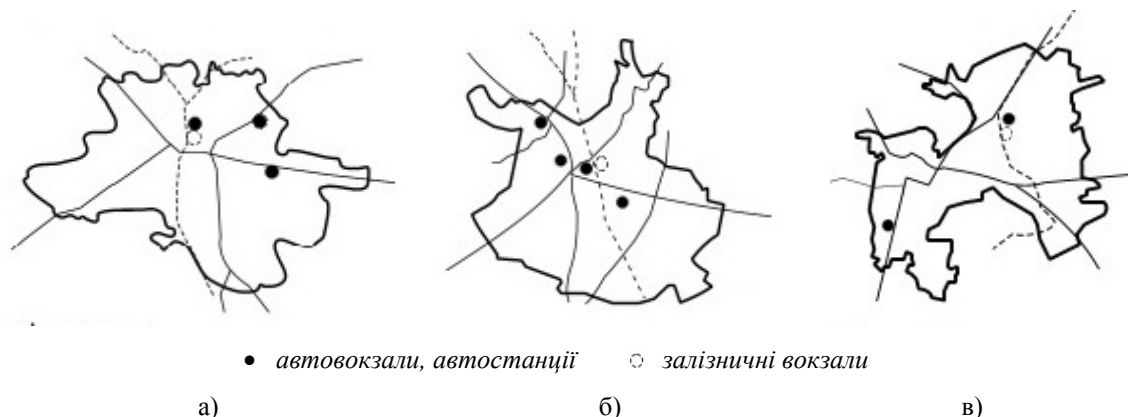 автовокзали, автостанції залізничні вокзали
а) б) в)